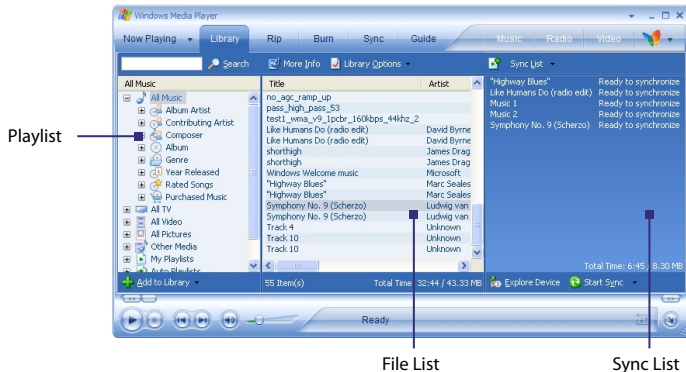 Windows Media Player
Now Playing Library Rip Burn Sync Guide Music Radio Video
Search More Info Library Options Sync List
All Music
All Music
Album Artist
Contributing Artist
Composer
Album
Genre
Year Released
Rated Songs
Purchased Music
All TV
All Video
All Pictures
Other Media
My Playlists
Auto Playlists
Add to Library
Title Artist
no_agc_ramp_up
pass_high_pass_53
test1_wma_v9_1pcbr_160kbps_44khz_2
Like Humans Do (radio edit) David Byrne
Like Humans Do (radio edit) David Byrne
shorthigh James Drag
shorthigh James Drag
Windows Welcome music Microsoft
"Highway Blues" Marc Seales
"Highway Blues" Marc Seales
Symphony No. 9 (Scherzo) Ludwig van
Symphony No. 9 (Scherzo) Ludwig van
Track 4 Unknown
Track 10 Unknown
Track 10 Unknown
55 Item(s) Total Time: 32:44 / 43.33 MB
"Highway Blues" Ready to synchronize
Like Humans Do (radio edit) Ready to synchronize
Music 1 Ready to synchronize
Music 2 Ready to synchronize
Symphony No. 9 (Scherzo) Ready to synchronize
Total Time: 6:45 / 8.30 MB
Explore Device Start Sync
Ready
Playlist
File List
Sync List